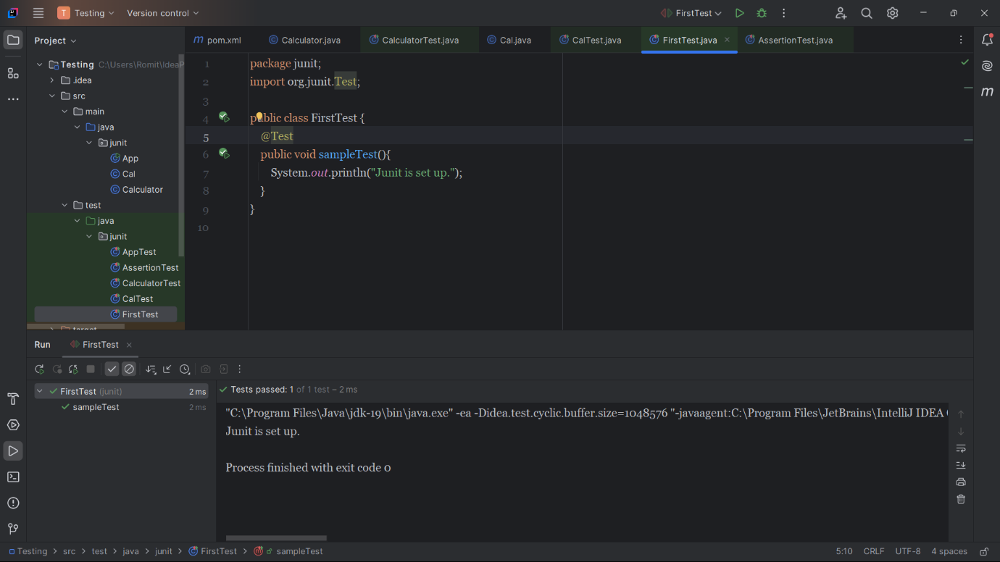 T Testing Version control FirstTest
Project
m pom.xml Calculator.java CalculatorTest.java Cal.java CalTest.java FirstTest.java AssertionTest.java
Testing C:\Users\Romit\IdeaP
.idea
src
main
java
junit
App
Cal
Calculator
test
java
junit
AppTest
AssertionTest
CalculatorTest
CalTest
FirstTest
target
1 package junit;
2 import org.junit.Test;
3
4 public class FirstTest {
5 @Test
6 public void sampleTest(){
7 System.out.println("Junit is set up.");
8 }
9 }
10
Run FirstTest
FirstTest (junit) 2 ms
sampleTest 2 ms
Tests passed: 1 of 1 test – 2 ms
"C:\Program Files\Java\jdk-19\bin\java.exe" -ea -Didea.test.cyclic.buffer.size=1048576 "-javaagent:C:\Program Files\JetBrains\IntelliJ IDEA
Junit is set up.
Process finished with exit code 0
Testing > src > test > java > junit > FirstTest > sampleTest 5:10 CRLF UTF-8 4 spaces